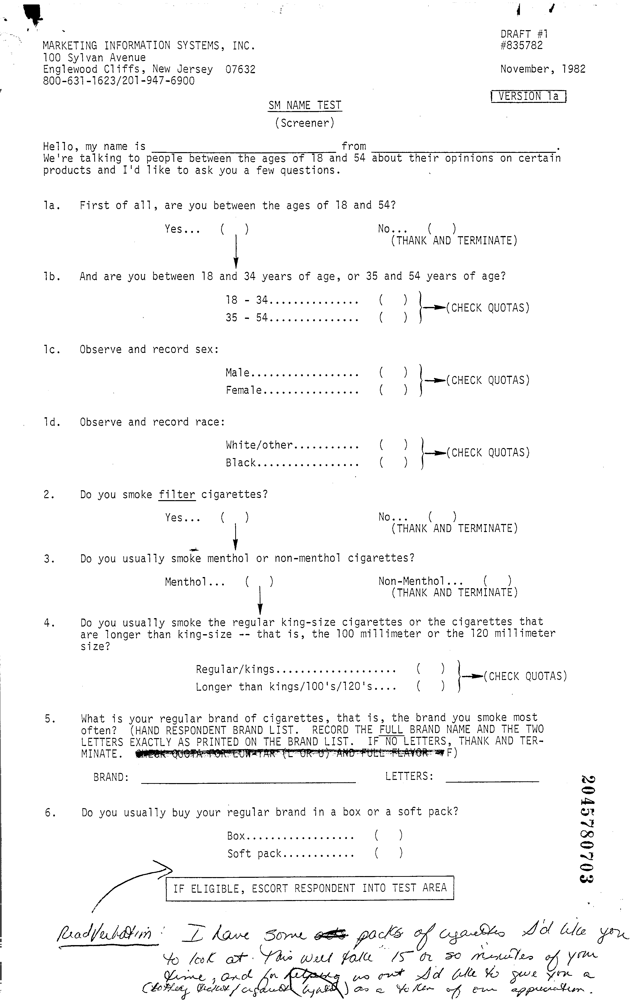 DRAFT #1
MARKETING INFORMATION SYSTEMS, INC. #835782
100 Sylvan Avenue
Englewood Cliffs, New Jersey 07632 November, 1982
800-631-1623/201-947-6900
VERSION 1a
SM NAME TEST
(Screener)
Hello, my name is ____ from ____.
We're talking to people between the ages of 18 and 54 about their opinions on certain
products and I'd like to ask you a few questions.
1a. First of all, are you between the ages of 18 and 54?
Yes... ( ) No... ( )
(THANK AND TERMINATE)
1b. And are you between 18 and 34 years of age, or 35 and 54 years of age?
18 - 34............... ( )
(CHECK QUOTAS)
35 - 54............... ( )
1c. Observe and record sex:
Male.................. ( )
(CHECK QUOTAS)
Female................ ( )
1d. Observe and record race:
White/other........... ( )
(CHECK QUOTAS)
Black................. ( )
2. Do you smoke filter cigarettes?
Yes... ( ) No... ( )
(THANK AND TERMINATE)
3. Do you usually smoke menthol or non-menthol cigarettes?
Menthol... ( ) Non-Menthol... ( )
(THANK AND TERMINATE)
4. Do you usually smoke the regular king-size cigarettes or the cigarettes that
are longer than king-size -- that is, the 100 millimeter or the 120 millimeter
size?
Regular/kings.................... ( )
(CHECK QUOTAS)
Longer than kings/100's/120's.... ( )
5. What is your regular brand of cigarettes, that is, the brand you smoke most
often? (HAND RESPONDENT BRAND LIST. RECORD THE FULL BRAND NAME AND THE TWO
LETTERS EXACTLY AS PRINTED ON THE BRAND LIST. IF NO LETTERS, THANK AND TER-
MINATE. CHECK QUOTA FOR LOW-TAR (L OR U) AND FULL FLAVOR F)
BRAND: ____ LETTERS: ____
6. Do you usually buy your regular brand in a box or a soft pack?
Box.................. ( )
Soft pack............ ( )
IF ELIGIBLE, ESCORT RESPONDENT INTO TEST AREA
2045780703
Read Verbatim: I have some packs of cigarettes I'd like you
to look at. This will take 15 or 20 minutes of your
time, and for helping us out I'd like to give you a
as a token of our appreciation.